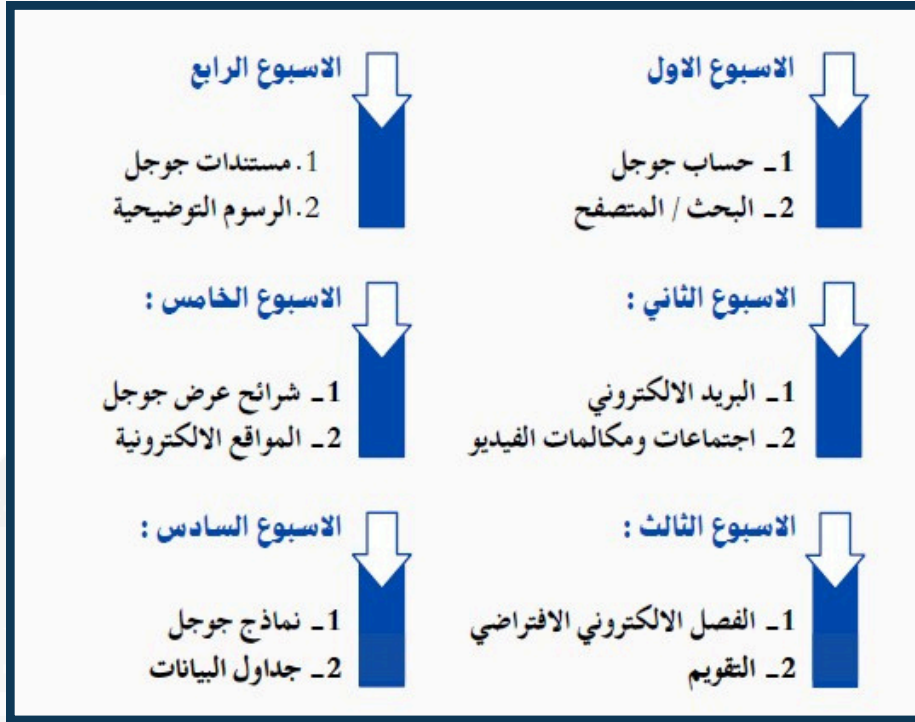 الاسبوع الاول
1ـ حساب جوجل
2ـ البحث / المتصفح
الاسبوع الثاني :
1ـ البريد الالكتروني
2ـ اجتماعات ومكالمات الفيديو
الاسبوع الثالث :
1ـ الفصل الالكتروني الافتراضي
2ـ التقويم
الاسبوع الرابع
1. مستندات جوجل
2. الرسوم التوضيحية
الاسبوع الخامس :
1ـ شرائح عرض جوجل
2ـ المواقع الالكترونية
الاسبوع السادس :
1ـ نماذج جوجل
2ـ جداول البيانات